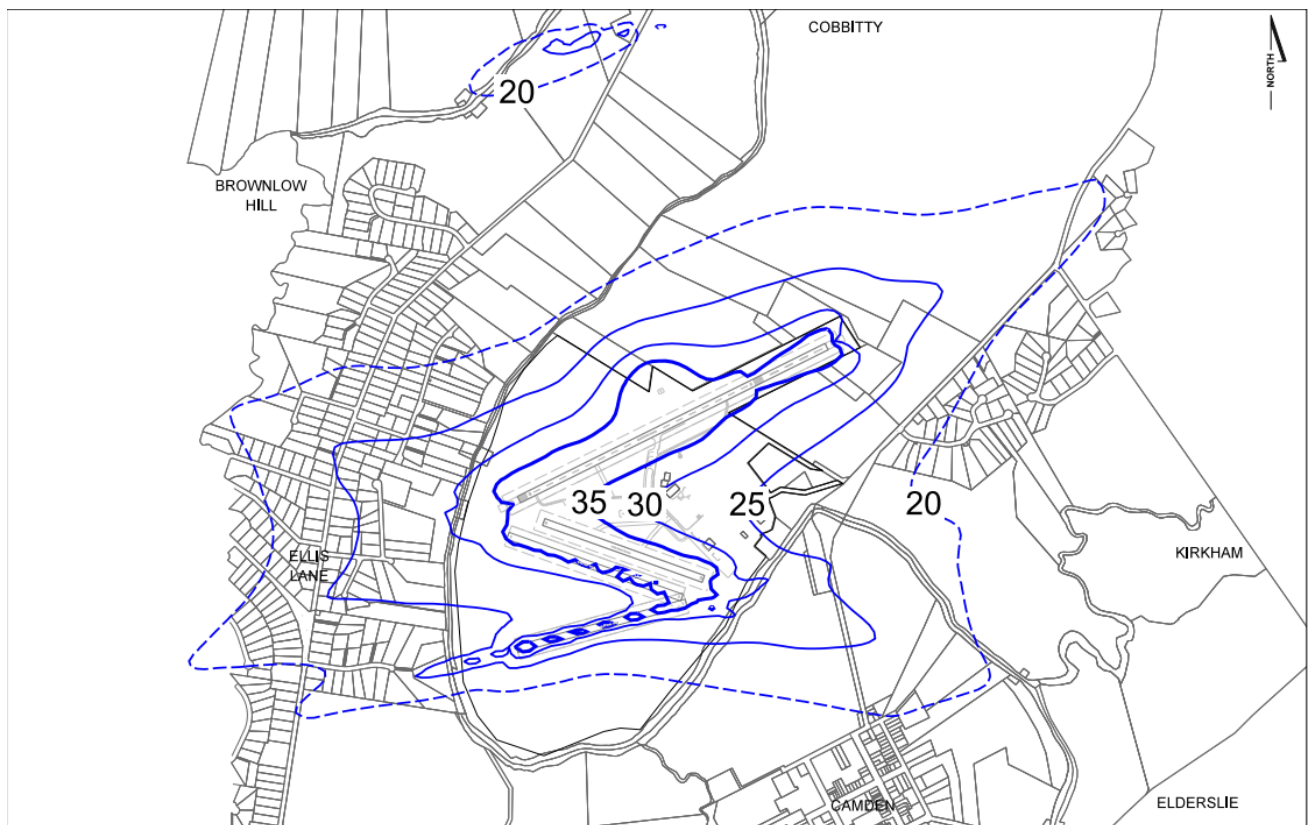 COBBITTY
NORTH
20
BROWNLOW
HILL
35
30
25
20
ELLIS
LANE
KIRKHAM
CAMDEN
ELDERSLIE